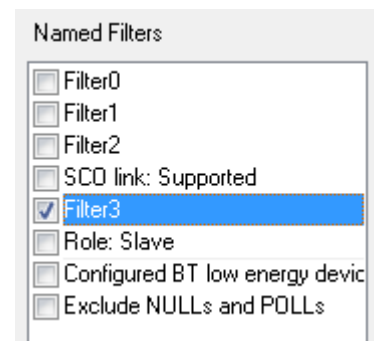 Named Filters
Filter0
Filter1
Filter2
SCO link: Supported
Filter3
Role: Slave
Configured BT low energy devic
Exclude NULLs and POLLs